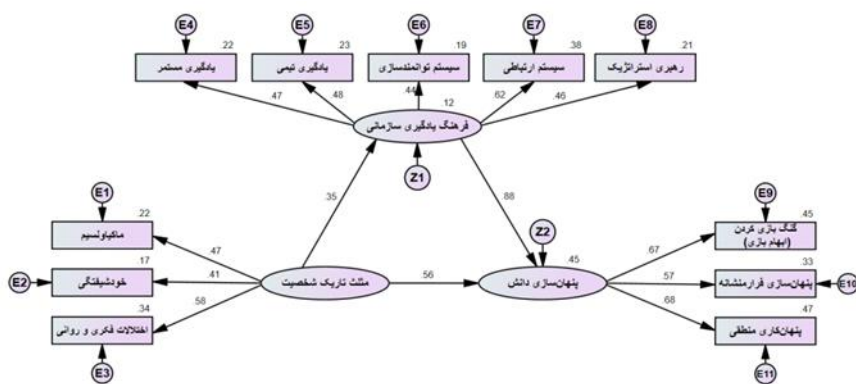 E4
E5
E6
E7
E8
.22
.23
.19
.38
.21
یادگیری مستمر
یادگیری تیمی
سیستم توانمندسازی
سیستم ارتباطی
رهبری استراتژیک
.47
.48
.44
.62
.46
.12
فرهنگ یادگیری سازمانی
Z1
.35
.88
E1
.22
ماکیاولسیم
.47
E2
.17
خودشیفتگی
.41
.34
اختلالات فکری و روانی
.58
E3
مثلث تاریک شخصیت
.56
Z2
.45
پنهان‌سازی دانش
E9
.45
گنگ بازی کردن
(ابهام بازی)
.67
.33
پنهان‌سازی فرارمنشانه
.57
E10
.47
پنهان‌کاری منطقی
.68
E11